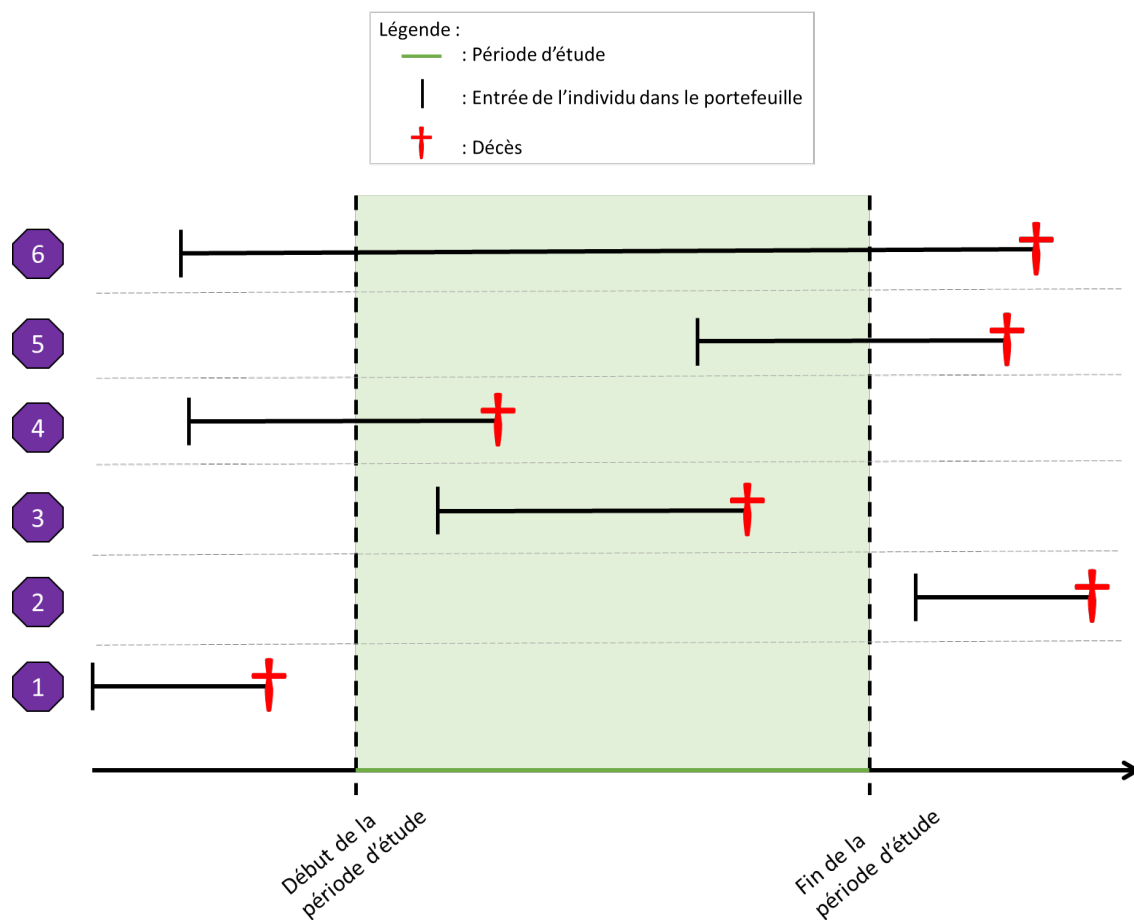 Légende :
: Période d'étude
: Entrée de l'individu dans le portefeuille
: Décès
6
5
4
3
2
1
Début de la
période d'étude
Fin de la
période d'étude